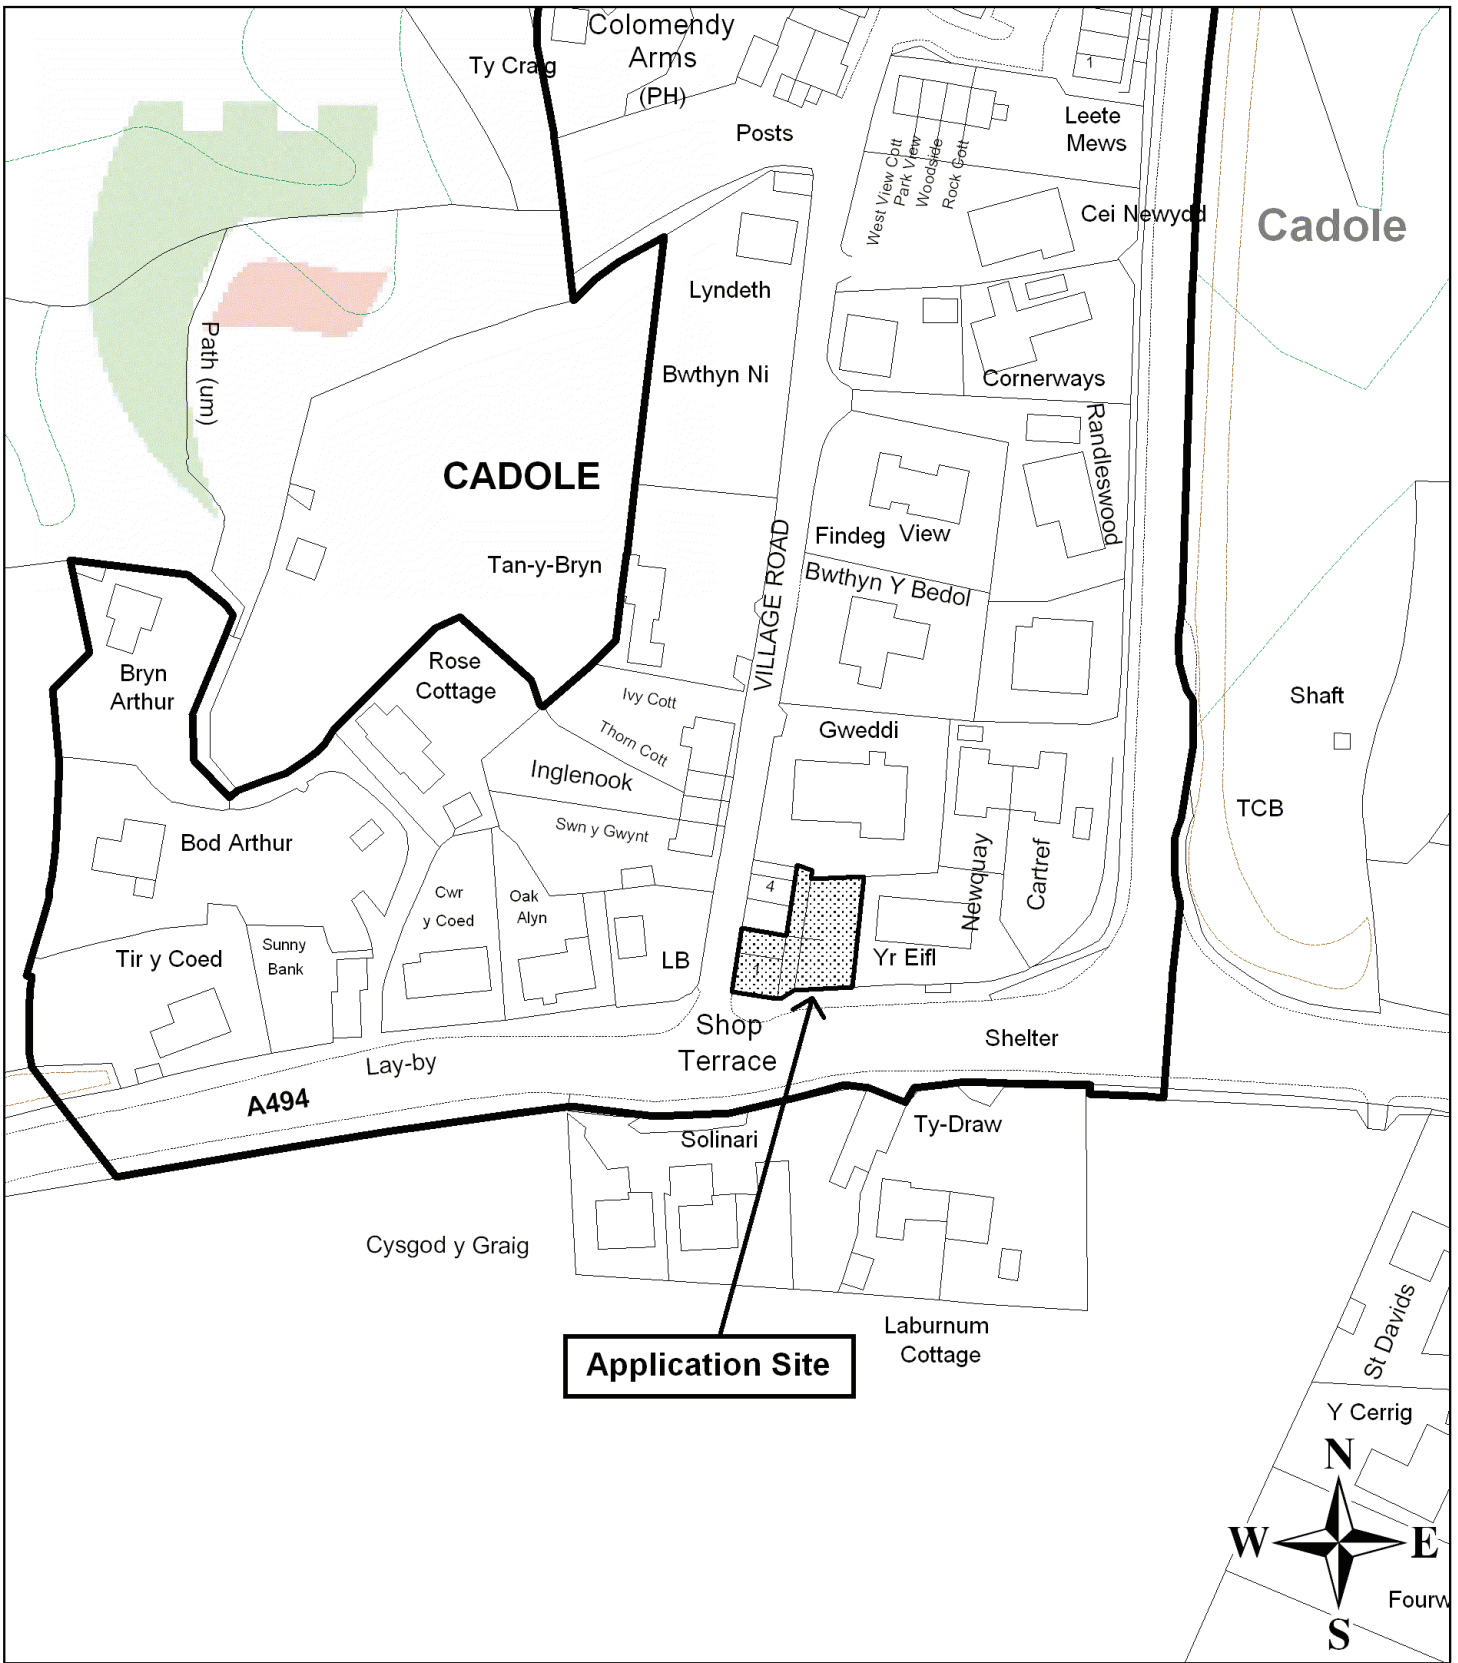 Colomendy
Arms
(PH)
Ty Craig
Posts
1
Leete
Mews
West View Cott
Park View
Woodside
Rock Cott
Cei Newydd
Cadole
Lyndeth
Path (um)
Bwthyn Ni
Cornerways
Randleswood
CADOLE
VILLAGE ROAD
Findeg View
Tan-y-Bryn
Bwthyn Y Bedol
Bryn
Arthur
Rose
Cottage
Ivy Cott
Shaft
Thorn Cott
Gweddi
Inglenook
TCB
Swn y Gwynt
Bod Arthur
Newquay
Cartref
4
Cwr
y Coed
Oak
Alyn
Tir y Coed
Sunny
Bank
LB
1
Yr Eifl
Shop
Terrace
Shelter
Lay-by
A494
Solinari
Ty-Draw
Cysgod y Graig
Laburnum
Cottage
Application Site
St Davids
Y Cerrig
N
W
E
S
Fourw